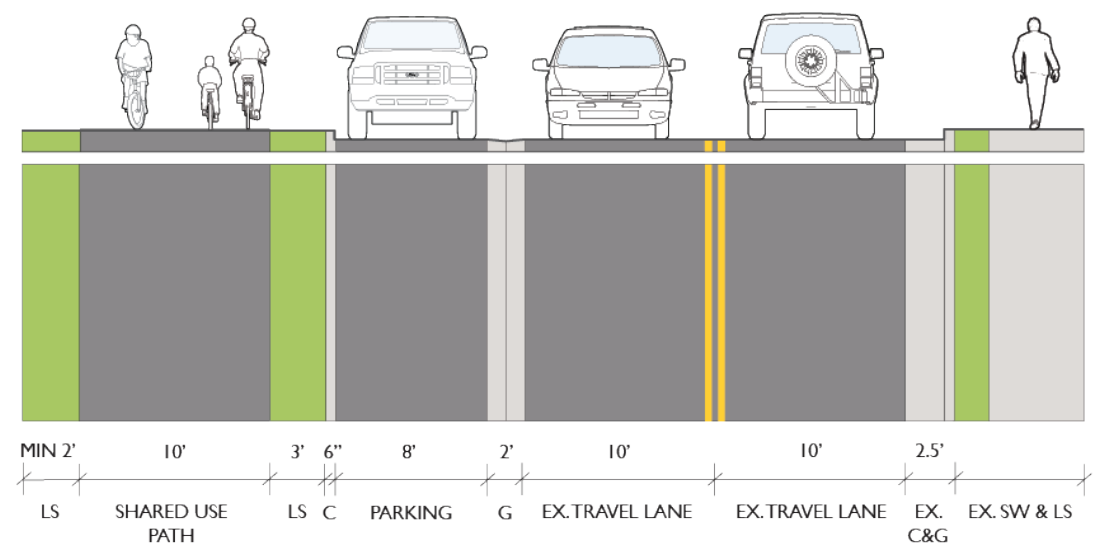 MIN 2’
10’
3’
6”
8’
2’
10’
10’
2.5’
LS
SHARED USE
PATH
LS
C
PARKING
G
EX. TRAVEL LANE
EX. TRAVEL LANE
EX.
C&G
EX. SW & LS